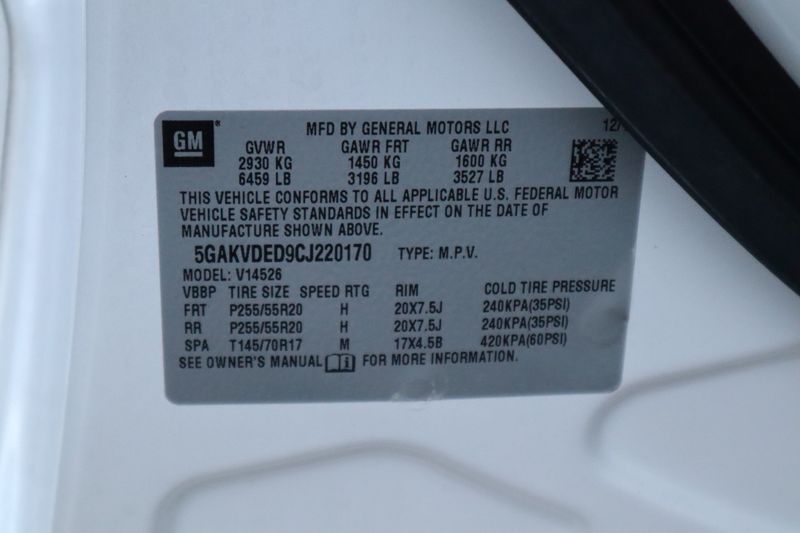 GM
MFD BY GENERAL MOTORS LLC 12/
GVWR GAWR FRT GAWR RR
2930 KG 1450 KG 1600 KG
6459 LB 3196 LB 3527 LB
THIS VEHICLE CONFORMS TO ALL APPLICABLE U.S. FEDERAL MOTOR
VEHICLE SAFETY STANDARDS IN EFFECT ON THE DATE OF
MANUFACTURE SHOWN ABOVE.
5GAKVDED9CJ220170 TYPE: M.P.V.
MODEL: V14526
VBBP TIRE SIZE SPEED RTG RIM COLD TIRE PRESSURE
FRT P255/55R20 H 20X7.5J 240KPA(35PSI)
RR P255/55R20 H 20X7.5J 240KPA(35PSI)
SPA T145/70R17 M 17X4.5B 420KPA(60PSI)
SEE OWNER'S MANUAL FOR MORE INFORMATION.